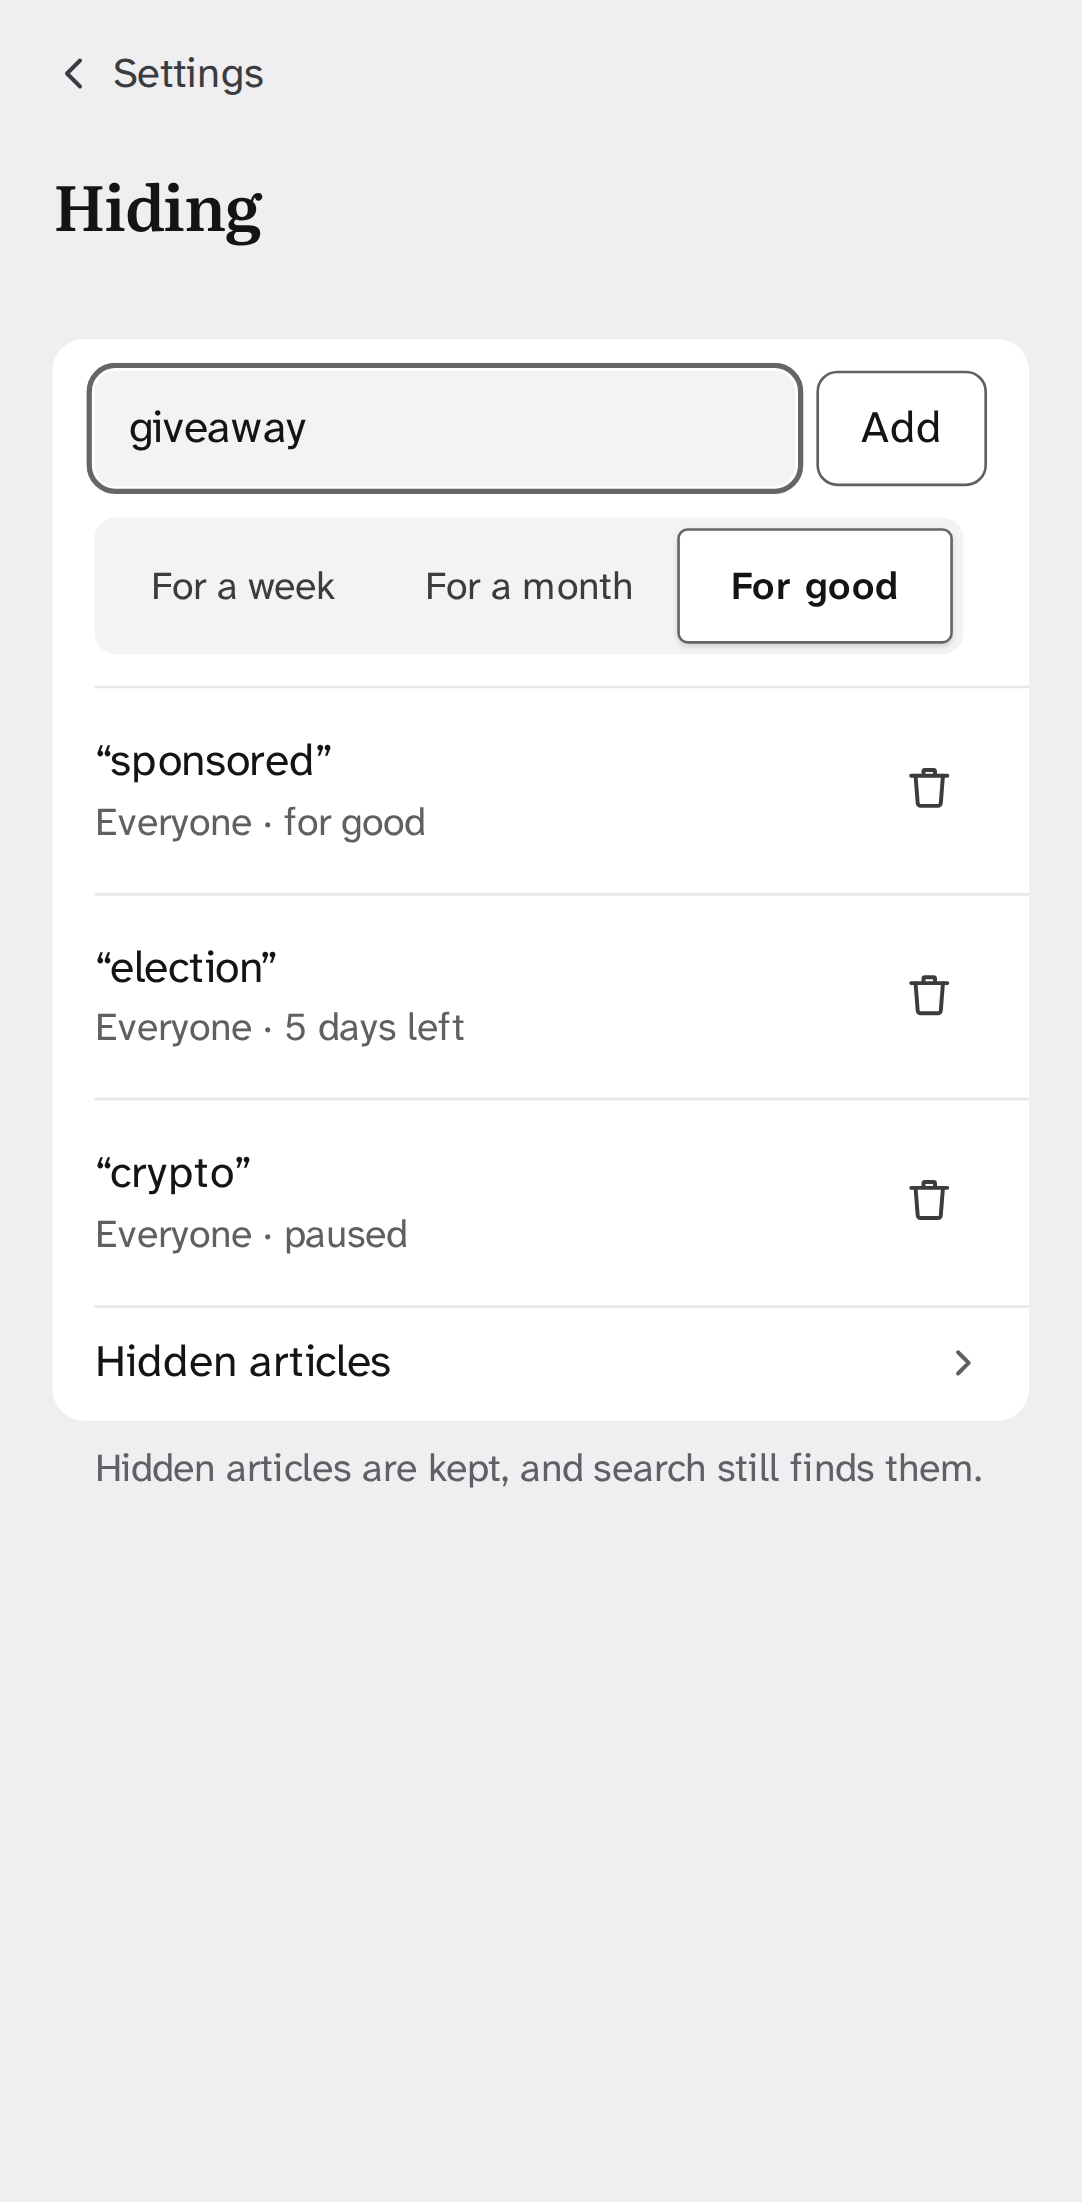 Settings
Hiding
giveaway
Add
For a week
For a month
For good
“sponsored”
Everyone · for good
“election”
Everyone · 5 days left
“crypto”
Everyone · paused
Hidden articles
Hidden articles are kept, and search still finds them.